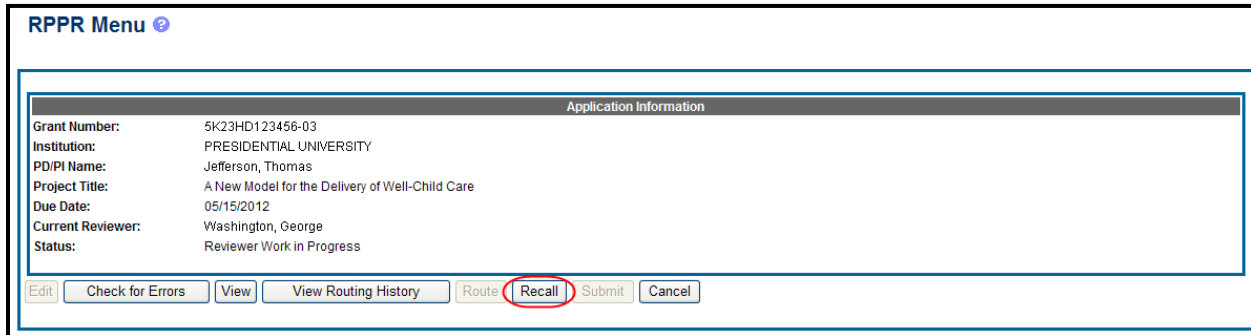 RPPR Menu ?
Application Information
Grant Number: 5K23HD123456-03
Institution: PRESIDENTIAL UNIVERSITY
PD/PI Name: Jefferson, Thomas
Project Title: A New Model for the Delivery of Well-Child Care
Due Date: 05/15/2012
Current Reviewer: Washington, George
Status: Reviewer Work in Progress
Edit Check for Errors View View Routing History Route Recall Submit Cancel